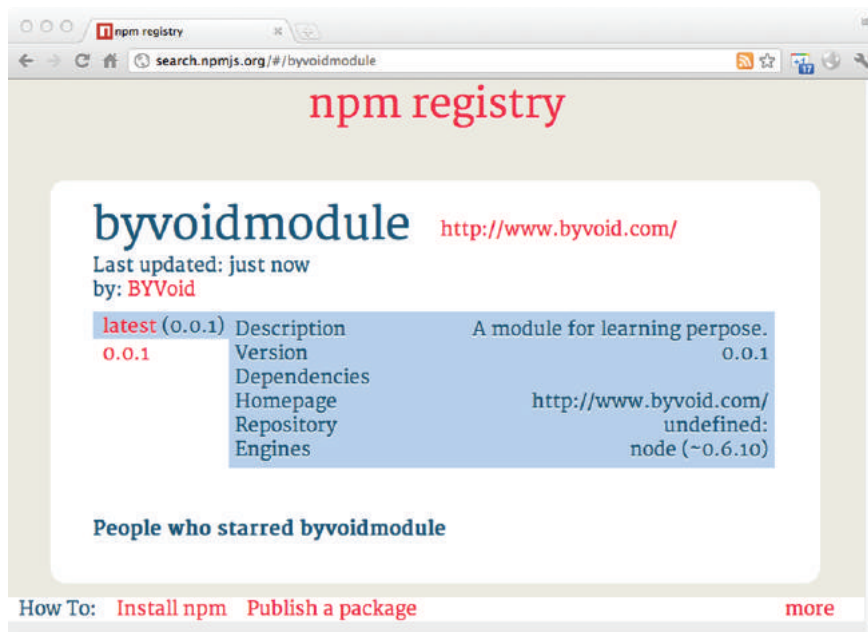 npm registry
search.npmjs.org/#/byvoidmodule
17
npm registry
byvoidmodule http://www.byvoid.com/
Last updated: just now
by: BYVoid
latest (0.0.1)
0.0.1
Description A module for learning perpose.
Version 0.0.1
Dependencies
Homepage http://www.byvoid.com/
Repository undefined:
Engines node (~0.6.10)
People who starred byvoidmodule
How To: Install npm Publish a package more